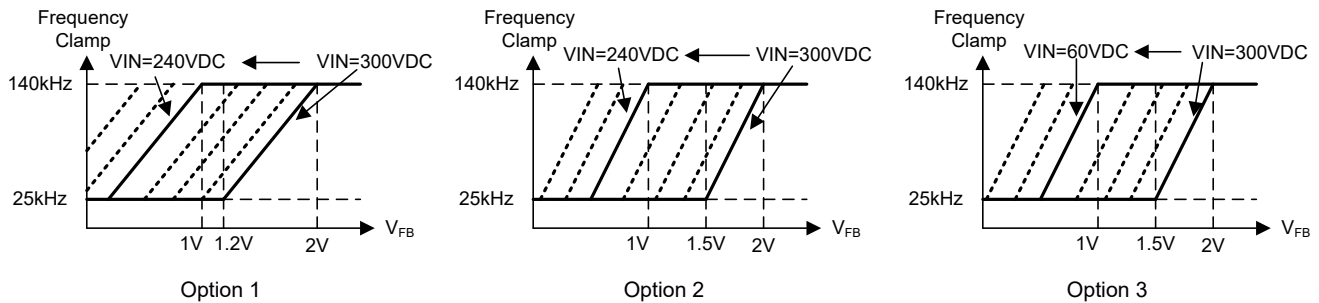 Frequency
Clamp
VIN=240VDC
VIN=300VDC
140kHz
25kHz
1V
1.2V
2V
VFB
Option 1
Frequency
Clamp
VIN=240VDC
VIN=300VDC
140kHz
25kHz
1V
1.5V
2V
VFB
Option 2
Frequency
Clamp
VIN=60VDC
VIN=300VDC
140kHz
25kHz
1V
1.5V
2V
VFB
Option 3